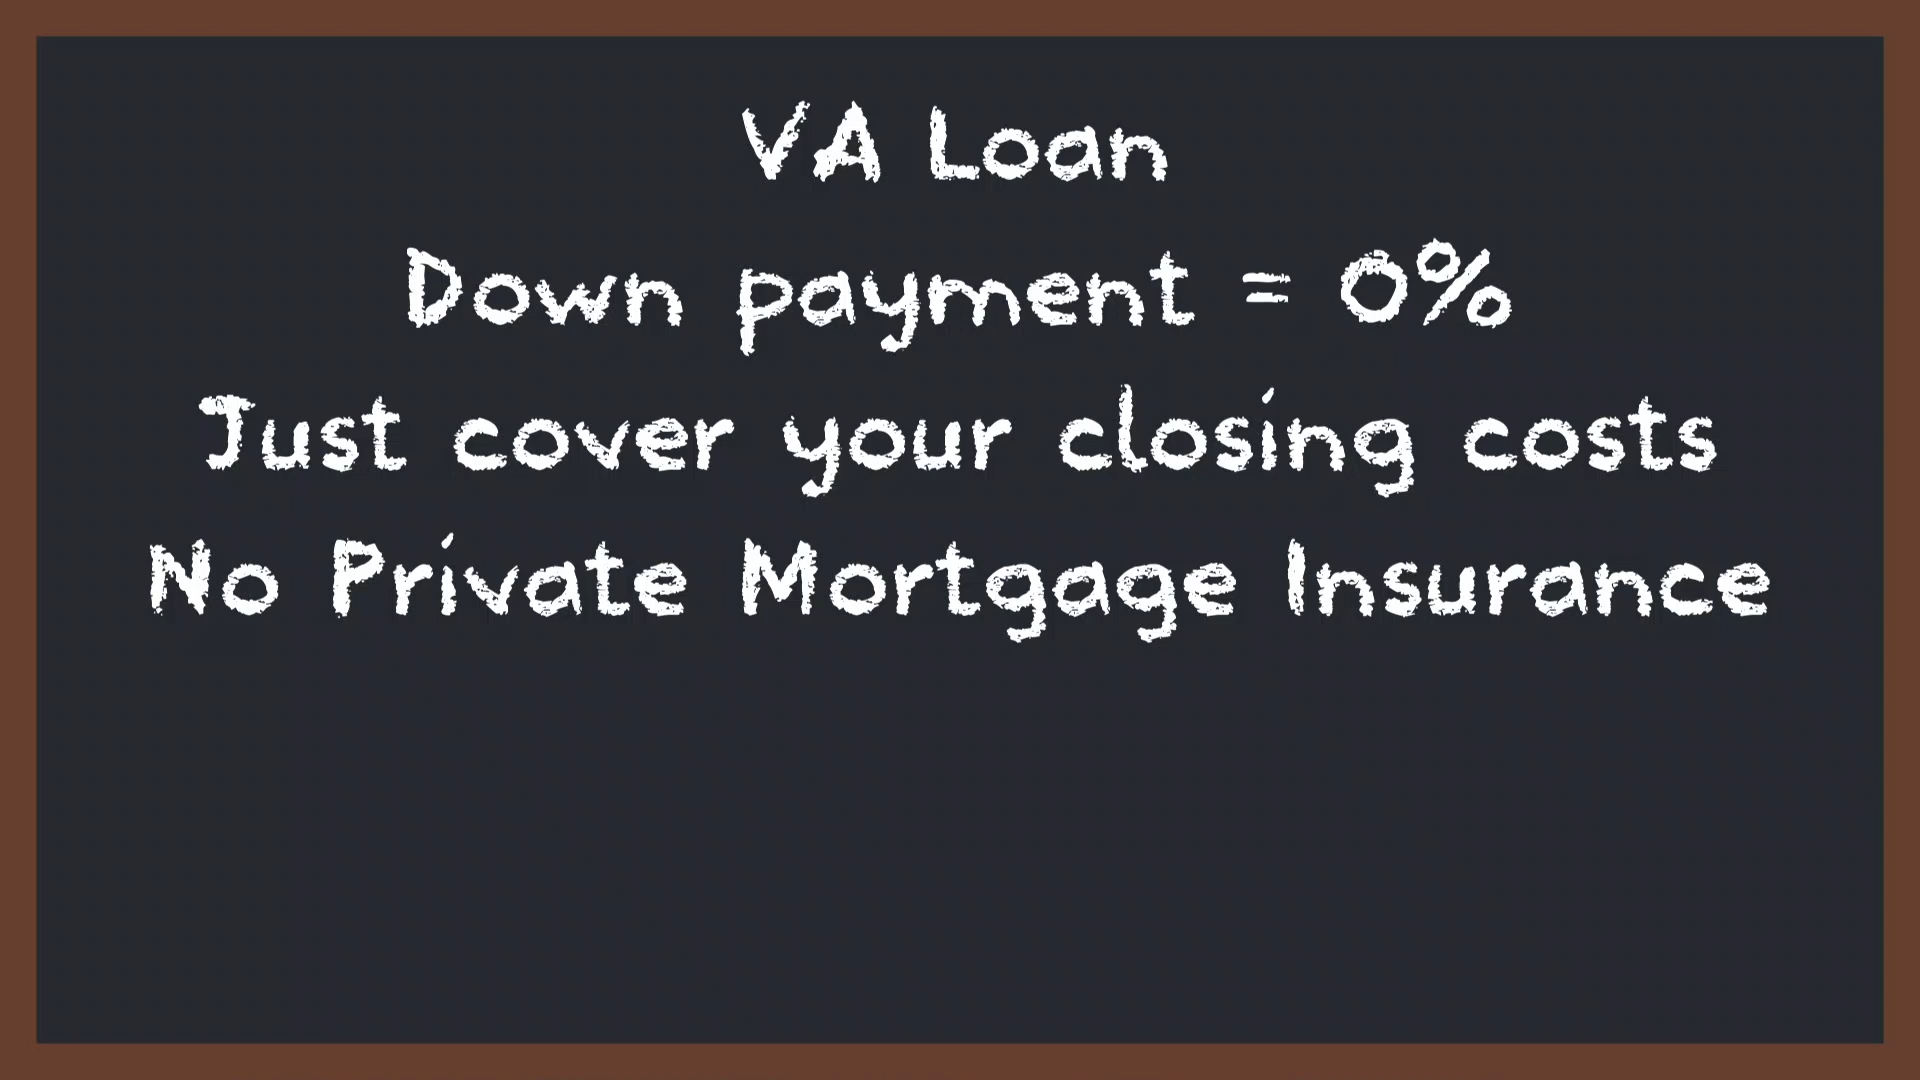 VA Loan
Down payment = 0%
Just cover your closing costs
No Private Mortgage Insurance